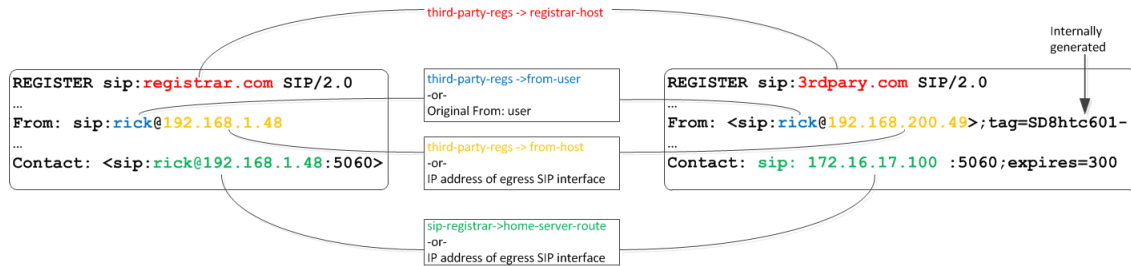 third-party-regs -> registrar-host
Internally
generated
REGISTER sip:registrar.com SIP/2.0
...
From: sip:rick@192.168.1.48
...
Contact: <sip:rick@192.168.1.48:5060>
third-party-regs ->from-user
-or-
Original From: user
third-party-regs -> from-host
-or-
IP address of egress SIP interface
sip-registrar->home-server-route
-or-
IP address of egress SIP interface
REGISTER sip:3rdpary.com SIP/2.0
...
From: <sip:rick@192.168.200.49>;tag=SD8htc601-
...
Contact: sip: 172.16.17.100 :5060;expires=300